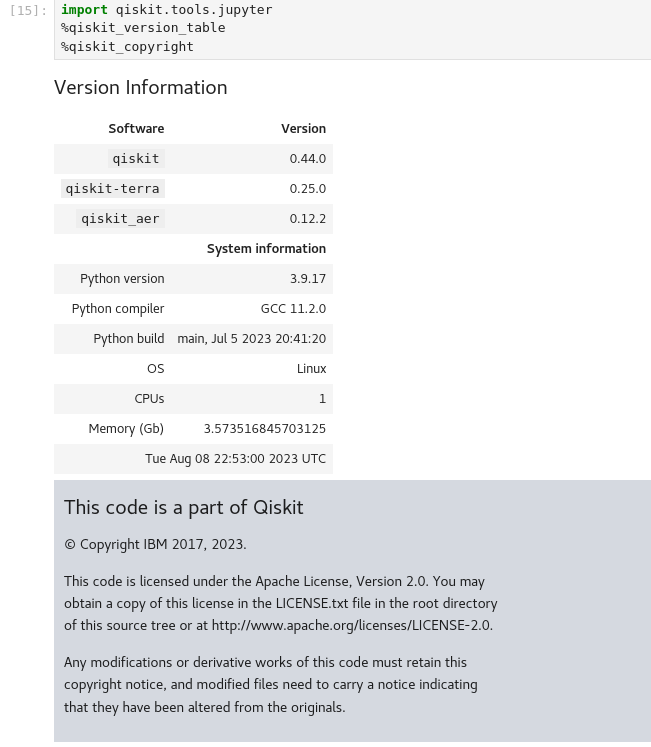 [15]: import qiskit.tools.jupyter
%qiskit_version_table
%qiskit_copyright
Version Information
Software Version
qiskit 0.44.0
qiskit-terra 0.25.0
qiskit_aer 0.12.2
System information
Python version 3.9.17
Python compiler GCC 11.2.0
Python build main, Jul 5 2023 20:41:20
OS Linux
CPUs 1
Memory (Gb) 3.573516845703125
Tue Aug 08 22:53:00 2023 UTC
This code is a part of Qiskit
© Copyright IBM 2017, 2023.
This code is licensed under the Apache License, Version 2.0. You may
obtain a copy of this license in the LICENSE.txt file in the root directory
of this source tree or at http://www.apache.org/licenses/LICENSE-2.0.
Any modifications or derivative works of this code must retain this
copyright notice, and modified files need to carry a notice indicating
that they have been altered from the originals.